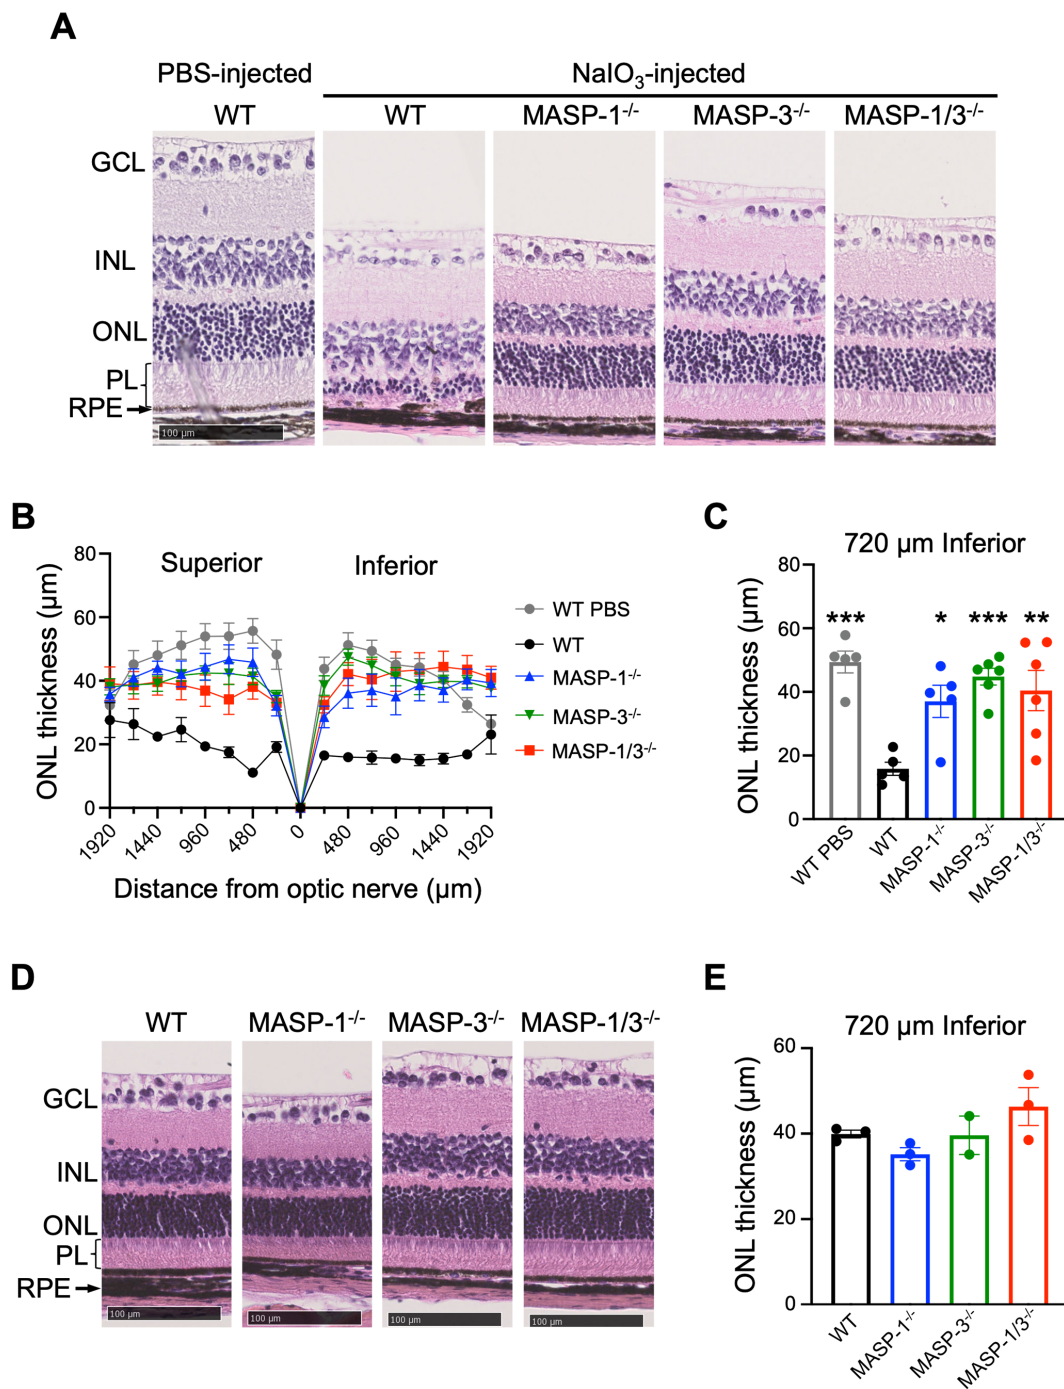 A
PBS-injected
NaIO₃-injected
WT
WT
MASP-1⁻/⁻
MASP-3⁻/⁻
MASP-1/3⁻/⁻
GCL
INL
ONL
PL
RPE
100 µm
B
ONL thickness (µm)
80
60
40
20
0
Superior
Inferior
1920
1440
960
480
0
480
960
1440
1920
Distance from optic nerve (µm)
WT PBS
WT
MASP-1⁻/⁻
MASP-3⁻/⁻
MASP-1/3⁻/⁻
C
720 µm Inferior
ONL thickness (µm)
80
60
40
20
0
***
*
***
**
WT PBS
WT
MASP-1⁻/⁻
MASP-3⁻/⁻
MASP-1/3⁻/⁻
D
WT
MASP-1⁻/⁻
MASP-3⁻/⁻
MASP-1/3⁻/⁻
GCL
INL
ONL
PL
RPE
100 µm
100 µm
100 µm
100 µm
E
720 µm Inferior
ONL thickness (µm)
60
40
20
0
WT
MASP-1⁻/⁻
MASP-3⁻/⁻
MASP-1/3⁻/⁻